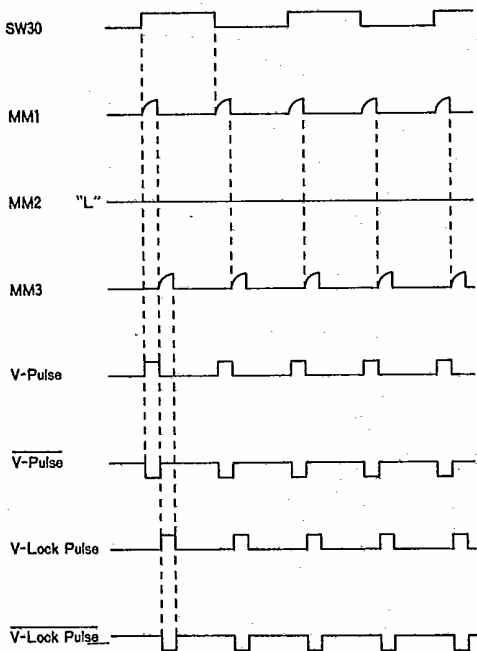 SW30
MM1
MM2 "L"
MM3
V-Pulse
V-Pulse
V-Lock Pulse
V-Lock Pulse